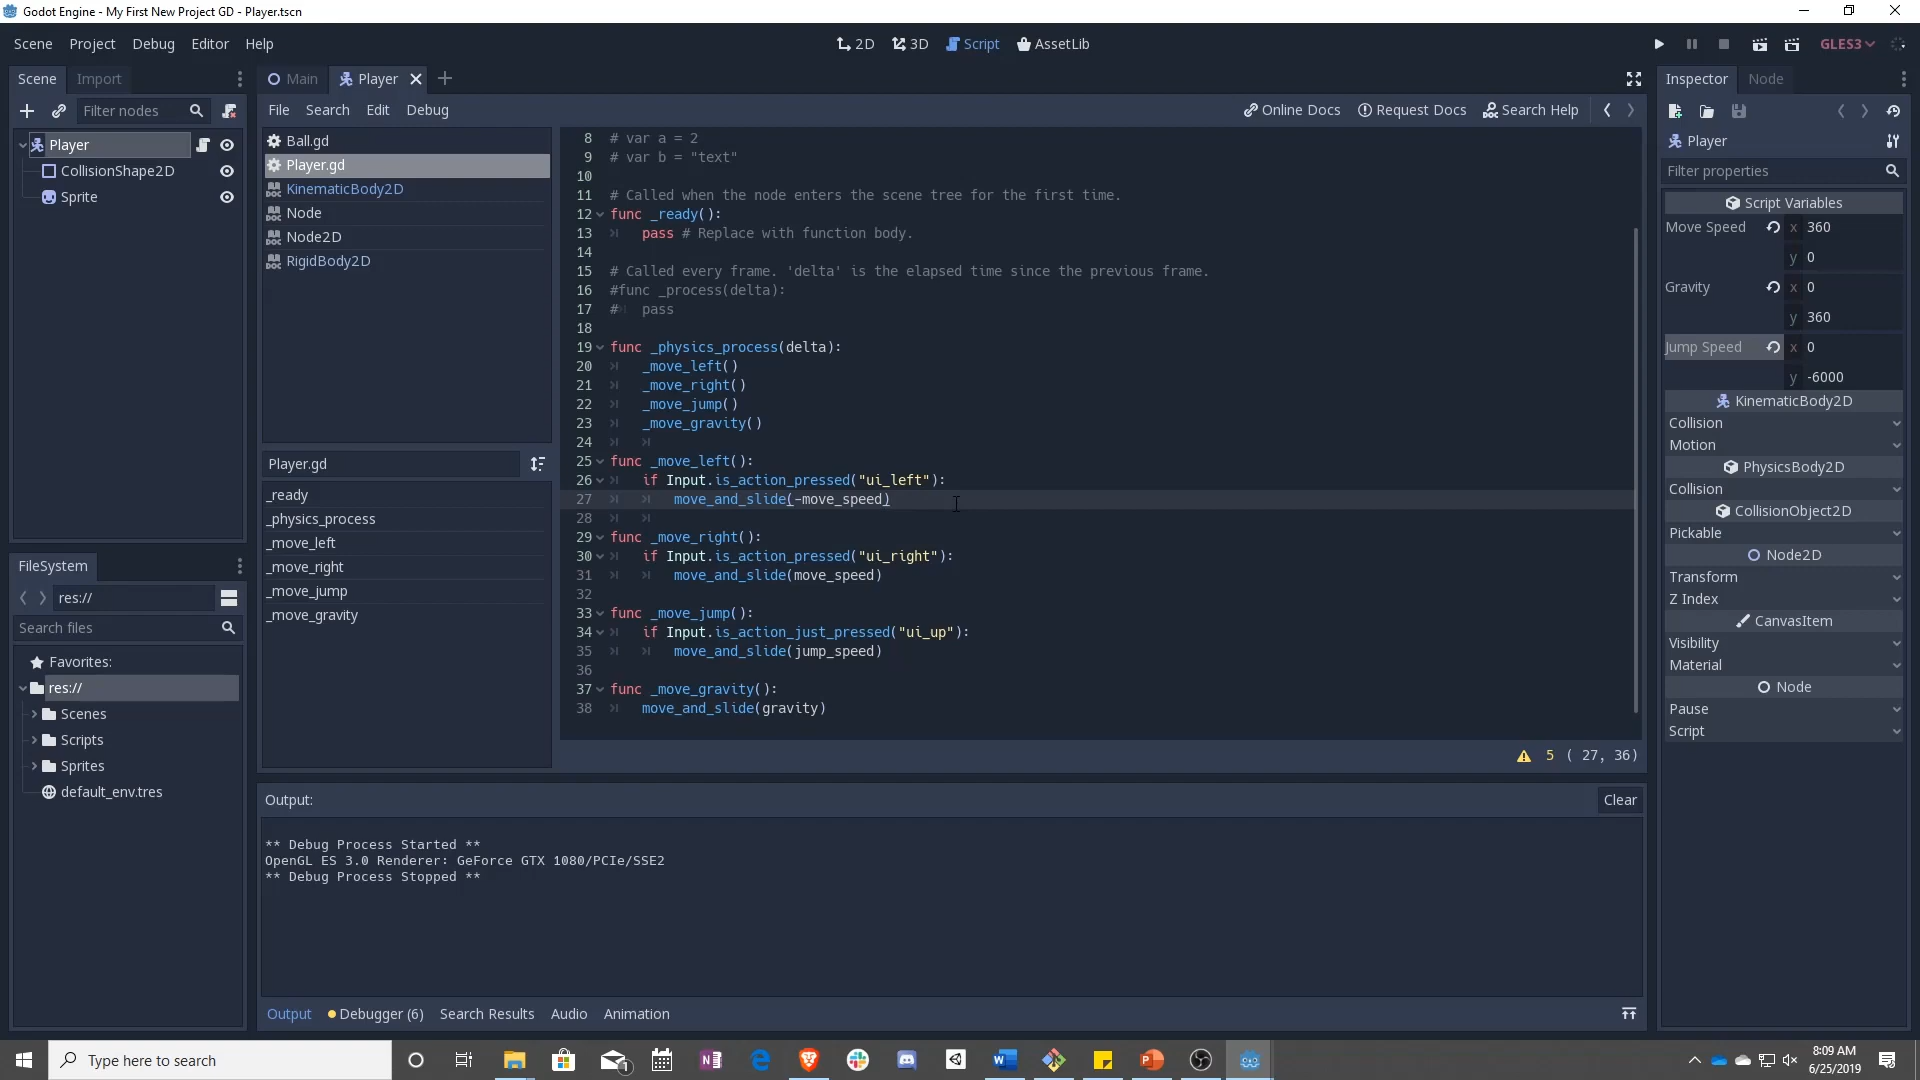 Godot Engine - My First New Project GD - Player.tscn
Scene Project Debug Editor Help
2D 3D Script AssetLib
GLES3
Scene Import
Filter nodes
Player
CollisionShape2D
Sprite
FileSystem
res://
Search files
Favorites:
res://
Scenes
Scripts
Sprites
default_env.tres
Main Player
File Search Edit Debug
Online Docs Request Docs Search Help
Ball.gd
Player.gd
KinematicBody2D
Node
Node2D
RigidBody2D
Player.gd
_ready
_physics_process
_move_left
_move_right
_move_jump
_move_gravity
8 # var a = 2
9 # var b = "text"
10
11 # Called when the node enters the scene tree for the first time.
12 func _ready():
13 pass # Replace with function body.
14
15 # Called every frame. 'delta' is the elapsed time since the previous frame.
16 #func _process(delta):
17 # pass
18
19 func _physics_process(delta):
20 _move_left()
21 _move_right()
22 _move_jump()
23 _move_gravity()
24
25 func _move_left():
26 if Input.is_action_pressed("ui_left"):
27 move_and_slide(-move_speed)
28
29 func _move_right():
30 if Input.is_action_pressed("ui_right"):
31 move_and_slide(move_speed)
32
33 func _move_jump():
34 if Input.is_action_just_pressed("ui_up"):
35 move_and_slide(jump_speed)
36
37 func _move_gravity():
38 move_and_slide(gravity)
5 ( 27, 36)
Output:
Clear
** Debug Process Started **
OpenGL ES 3.0 Renderer: GeForce GTX 1080/PCIe/SSE2
** Debug Process Stopped **
Output Debugger (6) Search Results Audio Animation
Inspector Node
Player
Filter properties
Script Variables
Move Speed x 360
y 0
Gravity x 0
y 360
Jump Speed x 0
y -6000
KinematicBody2D
Collision
Motion
PhysicsBody2D
Collision
CollisionObject2D
Pickable
Node2D
Transform
Z Index
CanvasItem
Visibility
Material
Node
Pause
Script
Type here to search
8:09 AM
6/25/2019